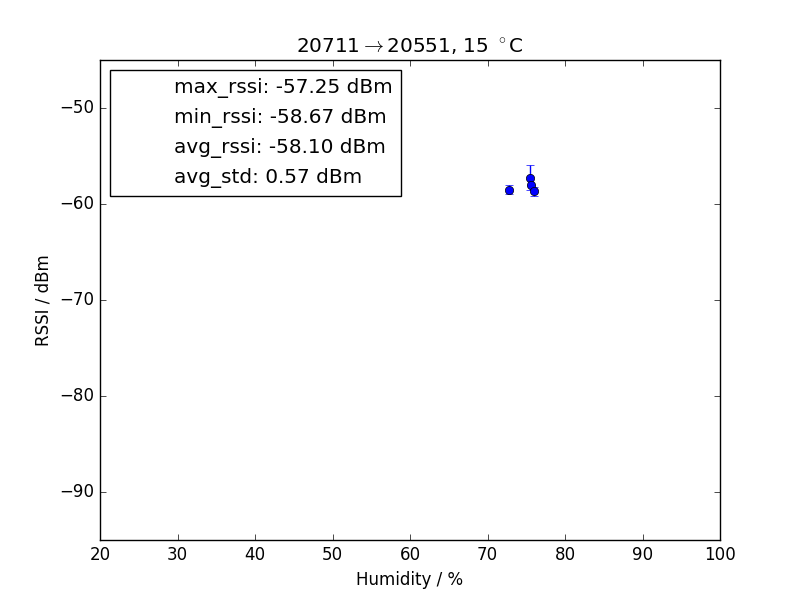 20711→20551, 15 °C
max_rssi: -57.25 dBm
min_rssi: -58.67 dBm
avg_rssi: -58.10 dBm
avg_std: 0.57 dBm
RSSI / dBm
−50
−60
−70
−80
−90
20 30 40 50 60 70 80 90 100
Humidity / %